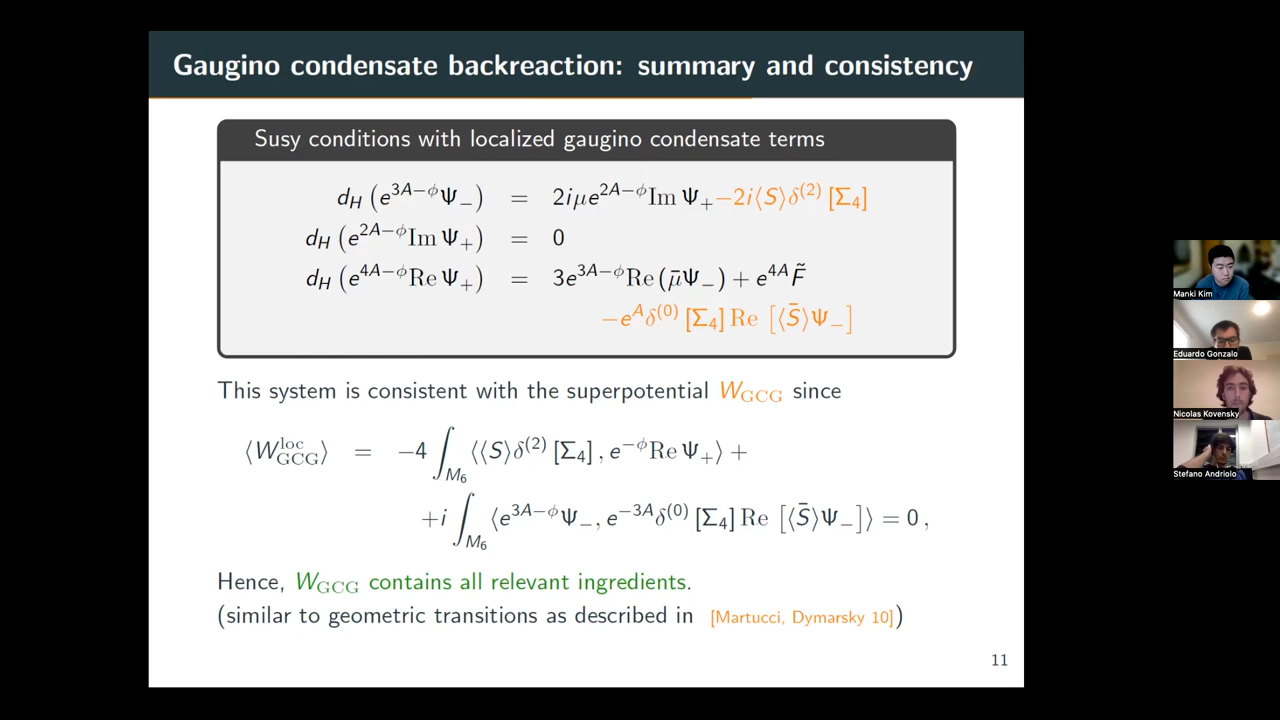 Gaugino condensate backreaction: summary and consistency
Susy conditions with localized gaugino condensate terms
d_H (e^{3A−ϕ}Ψ_−) = 2iμe^{2A−ϕ}Im Ψ_+ −2i⟨S⟩δ^{(2)} [Σ_4]
d_H (e^{2A−ϕ}Im Ψ_+) = 0
d_H (e^{4A−ϕ}Re Ψ_+) = 3e^{3A−ϕ}Re (μ̄Ψ_−) + e^{4A}F̃
−e^Aδ^{(0)} [Σ_4] Re [⟨S̄⟩Ψ_−]
This system is consistent with the superpotential W_GCG since
⟨W^{loc}_{GCG}⟩ = −4 ∫_{M_6} ⟨⟨S⟩δ^{(2)} [Σ_4] , e^{−ϕ}Re Ψ_+⟩ +
+i ∫_{M_6} ⟨e^{3A−ϕ}Ψ_−, e^{−3A}δ^{(0)} [Σ_4] Re [⟨S̄⟩Ψ_−]⟩ = 0 ,
Hence, W_GCG contains all relevant ingredients.
(similar to geometric transitions as described in [Martucci, Dymarsky 10])
11
Manki Kim
Eduardo Gonzalo
Nicolas Kovensky
Stefano Andriolo